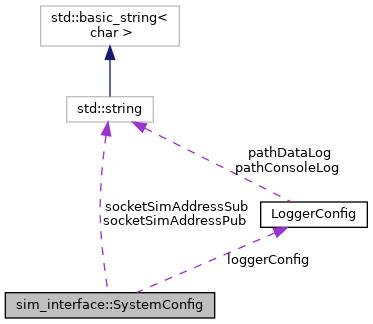 std::basic_string<
char >
std::string
pathDataLog
pathConsoleLog
socketSimAddressSub
socketSimAddressPub
LoggerConfig
loggerConfig
sim_interface::SystemConfig